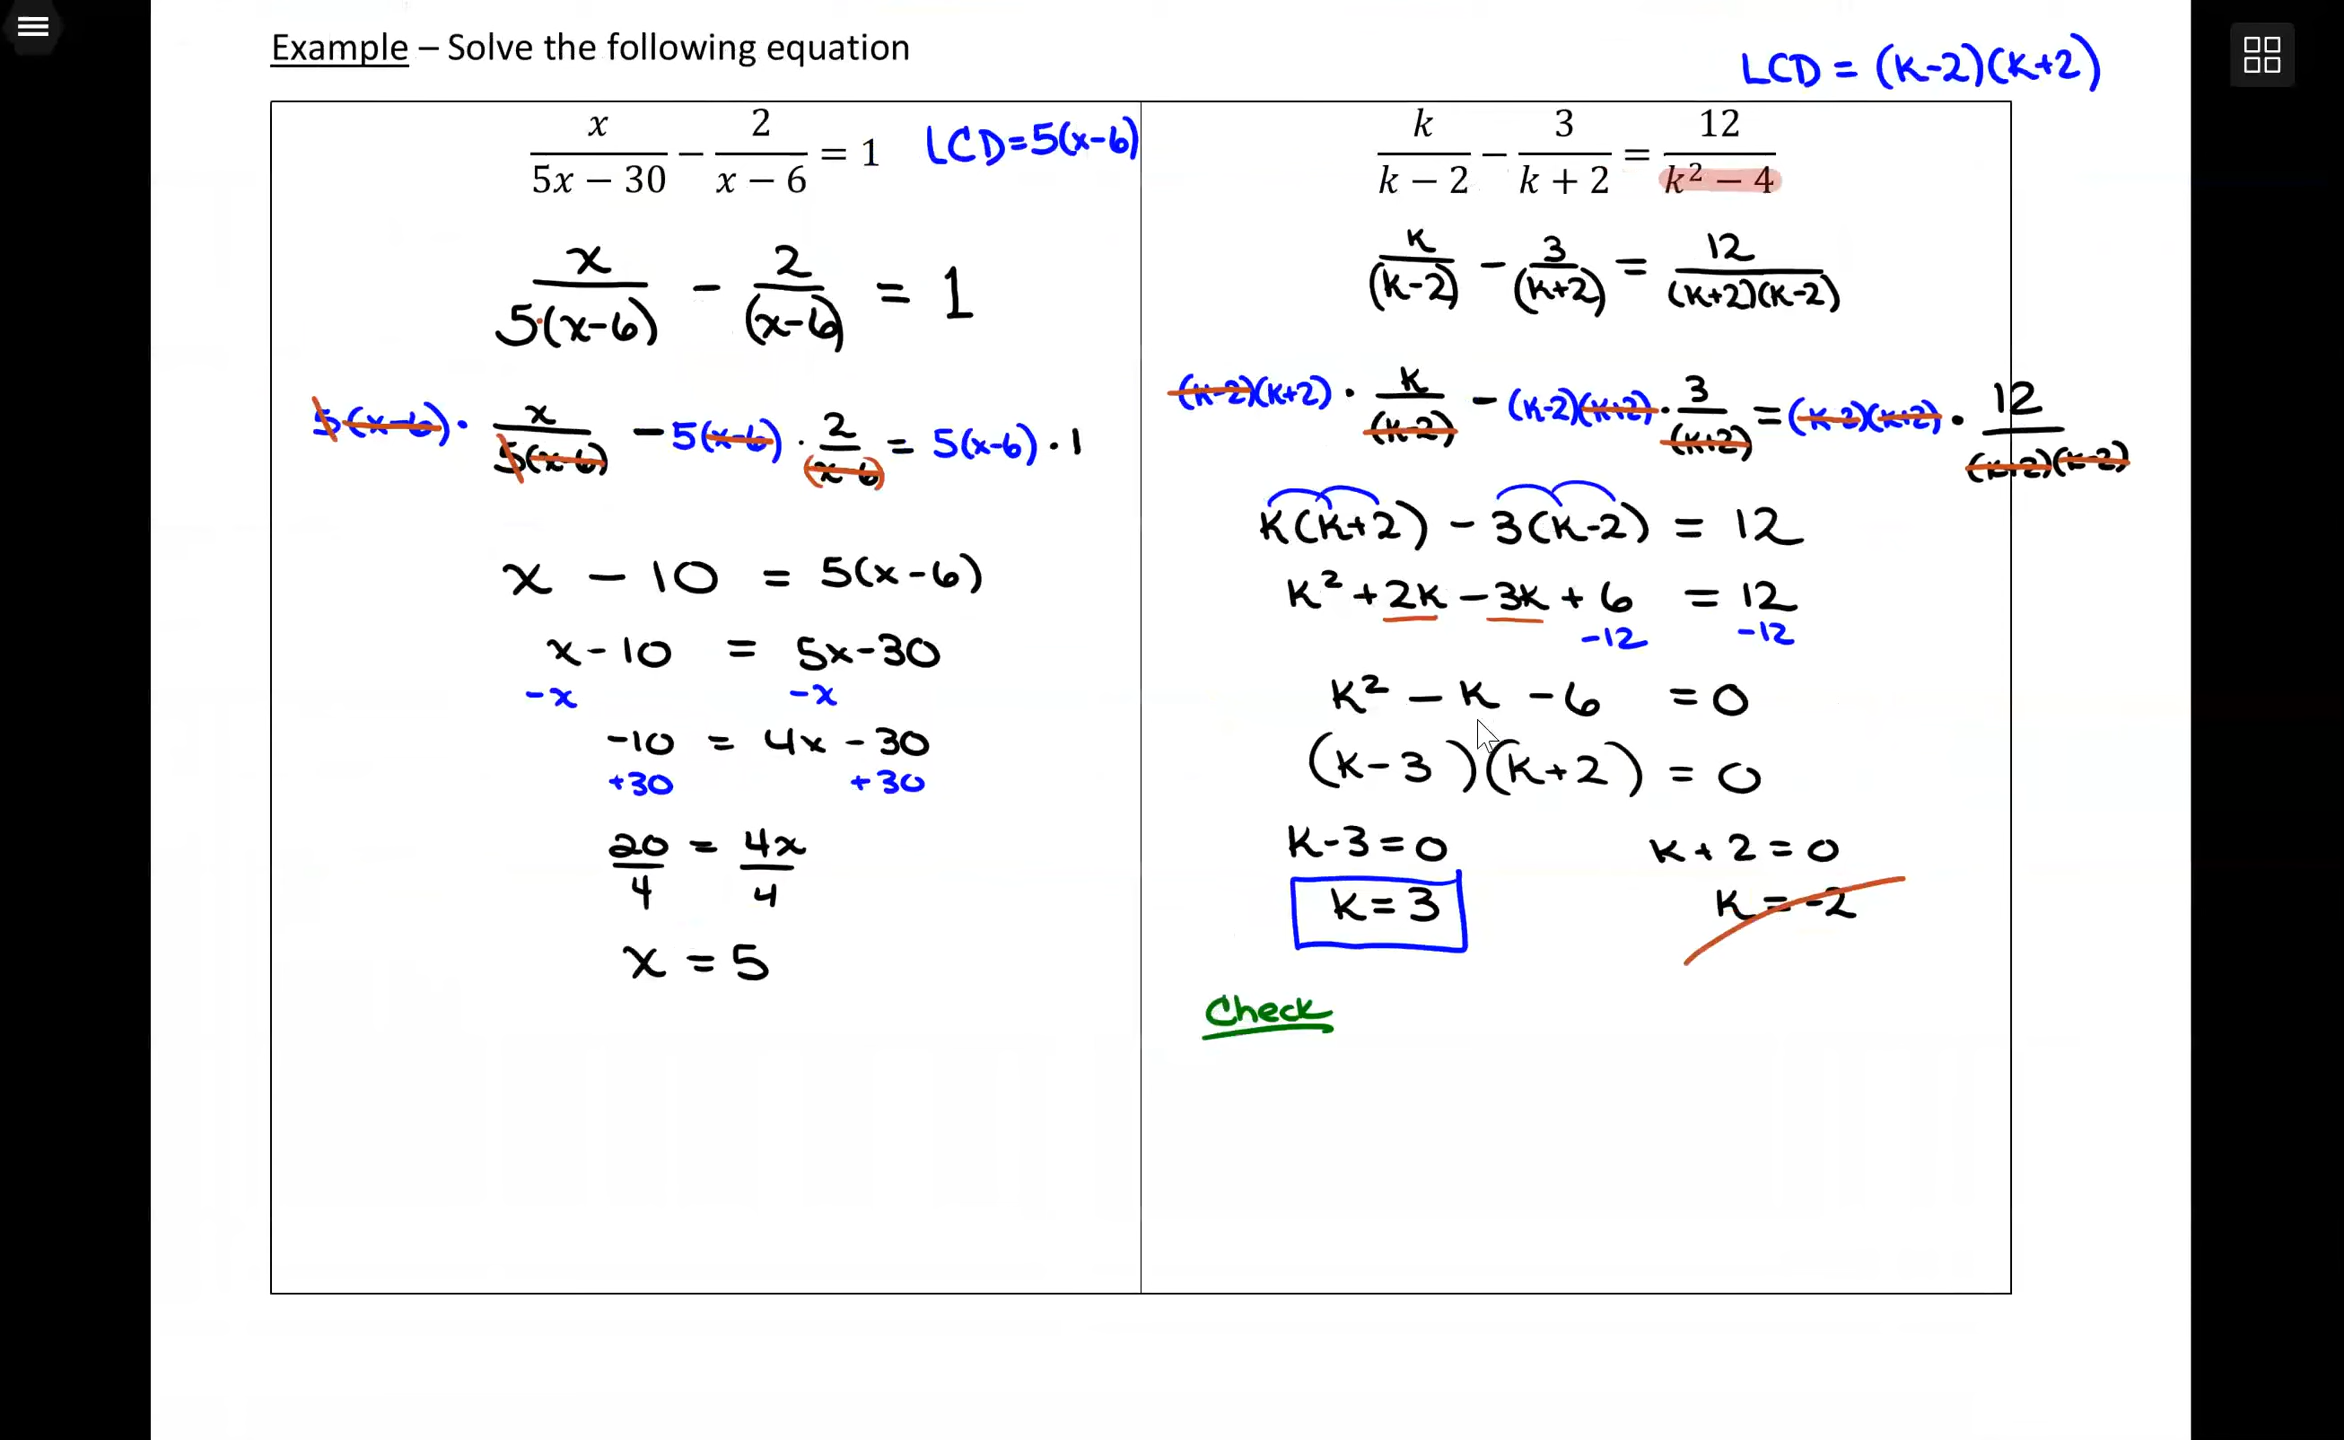 Example – Solve the following equation
LCD = (k-2)(k+2)
x/(5x − 30) − 2/(x − 6) = 1
LCD=5(x-6)
x/(5(x-6)) - 2/(x-6) = 1
5(x-6) · x/(5(x-6)) - 5(x-6) · 2/(x-6) = 5(x-6) · 1
x - 10 = 5(x-6)
x - 10 = 5x-30
-x -x
-10 = 4x - 30
+30 +30
20/4 = 4x/4
x = 5
k/(k − 2) − 3/(k + 2) = 12/(k² − 4)
k/(k-2) - 3/(k+2) = 12/((k+2)(k-2))
(k-2)(k+2) · k/(k-2) - (k-2)(k+2) · 3/(k+2) = (k-2)(k+2) · 12/((k+2)(k-2))
k(k+2) - 3(k-2) = 12
k² + 2k - 3k + 6 = 12
-12 -12
k² - k - 6 = 0
(k-3)(k+2) = 0
k-3=0 k+2=0
k=3 k=-2
Check